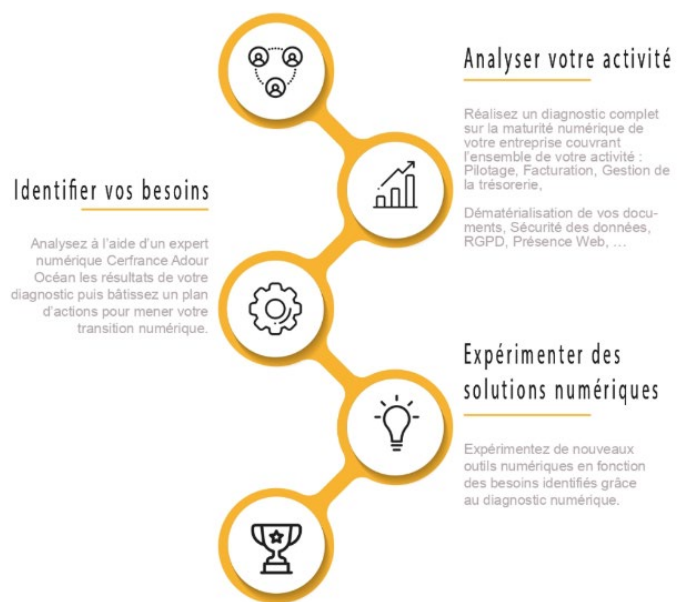 Analyser votre activité
Réalisez un diagnostic complet
sur la maturité numérique de
votre entreprise couvrant
l'ensemble de votre activité :
Pilotage, Facturation, Gestion de
la trésorerie,
Dématérialisation de vos docu-
ments, Sécurité des données,
RGPD, Présence Web, ...
Identifier vos besoins
Analysez à l'aide d'un expert
numérique Cerfrance Adour
Océan les résultats de votre
diagnostic puis bâtissez un plan
d'actions pour mener votre
transition numérique.
Expérimenter des
solutions numériques
Expérimentez de nouveaux
outils numériques en fonction
des besoins identifiés grâce
au diagnostic numérique.